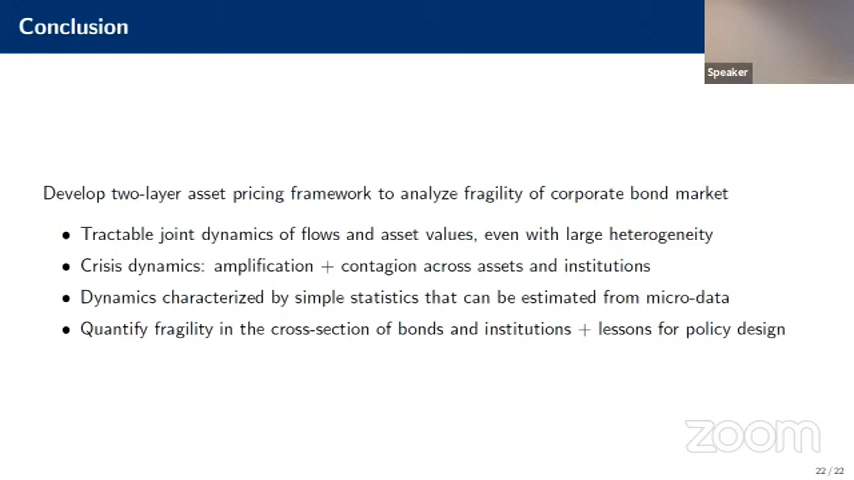 Conclusion
Speaker
Develop two-layer asset pricing framework to analyze fragility of corporate bond market
• Tractable joint dynamics of flows and asset values, even with large heterogeneity
• Crisis dynamics: amplification + contagion across assets and institutions
• Dynamics characterized by simple statistics that can be estimated from micro-data
• Quantify fragility in the cross-section of bonds and institutions + lessons for policy design
zoom
22 / 22